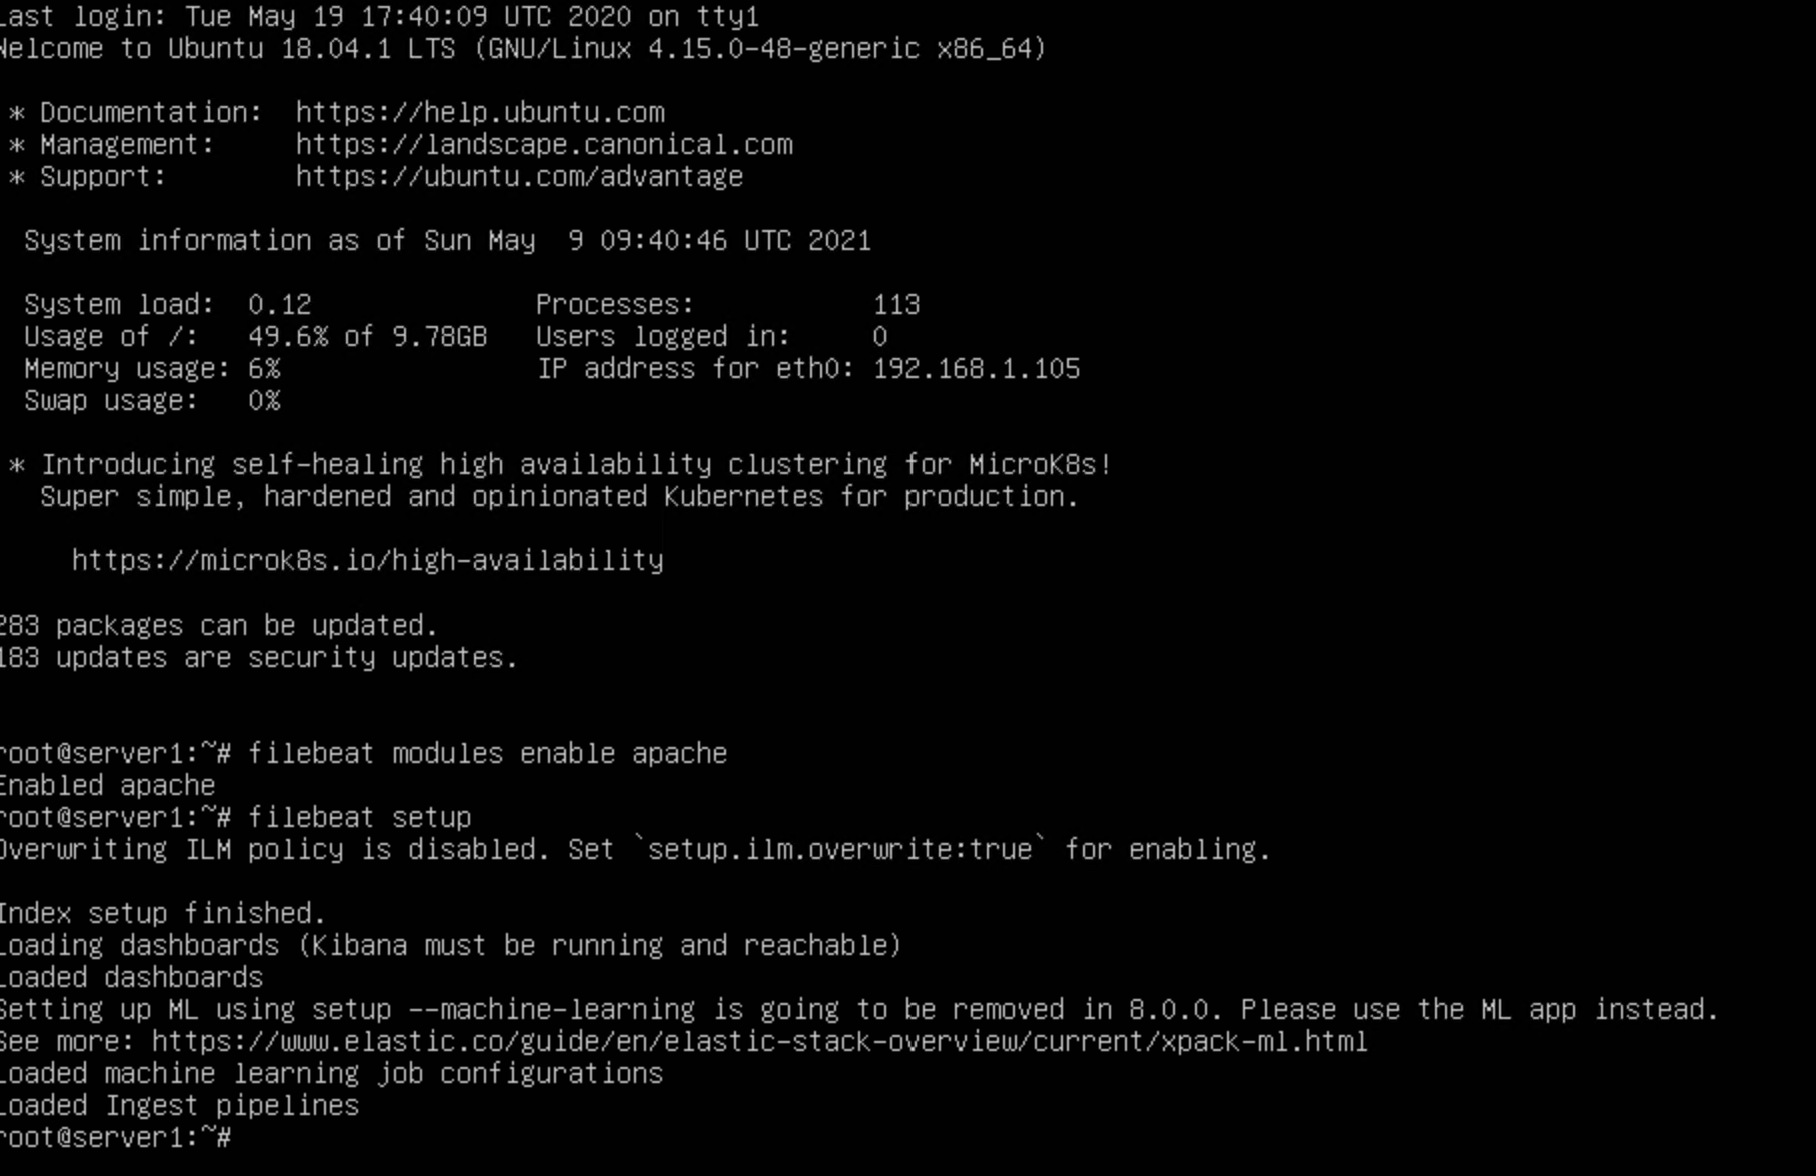 Last login: Tue May 19 17:40:09 UTC 2020 on tty1
Welcome to Ubuntu 18.04.1 LTS (GNU/Linux 4.15.0-48-generic x86_64)
* Documentation: https://help.ubuntu.com
* Management: https://landscape.canonical.com
* Support: https://ubuntu.com/advantage
System information as of Sun May 9 09:40:46 UTC 2021
System load: 0.12 Processes: 113
Usage of /: 49.6% of 9.78GB Users logged in: 0
Memory usage: 6% IP address for eth0: 192.168.1.105
Swap usage: 0%
* Introducing self-healing high availability clustering for MicroK8s!
Super simple, hardened and opinionated Kubernetes for production.
https://microk8s.io/high-availability
283 packages can be updated.
183 updates are security updates.
root@server1:~# filebeat modules enable apache
Enabled apache
root@server1:~# filebeat setup
Overwriting ILM policy is disabled. Set `setup.ilm.overwrite:true` for enabling.
Index setup finished.
Loading dashboards (Kibana must be running and reachable)
Loaded dashboards
Setting up ML using setup --machine-learning is going to be removed in 8.0.0. Please use the ML app instead.
See more: https://www.elastic.co/guide/en/elastic-stack-overview/current/xpack-ml.html
Loaded machine learning job configurations
Loaded Ingest pipelines
root@server1:~#